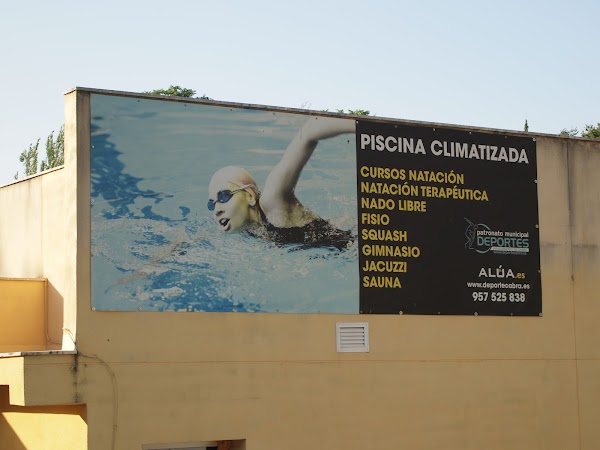 PISCINA CLIMATIZADA
CURSOS NATACIÓN
NATACIÓN TERAPÉUTICA
NADO LIBRE
FISIO
SQUASH
GIMNASIO
JACUZZI
SAUNA
patronato municipal
DEPORTES
ALÚA.es
www.deportecabra.es
957 525 838